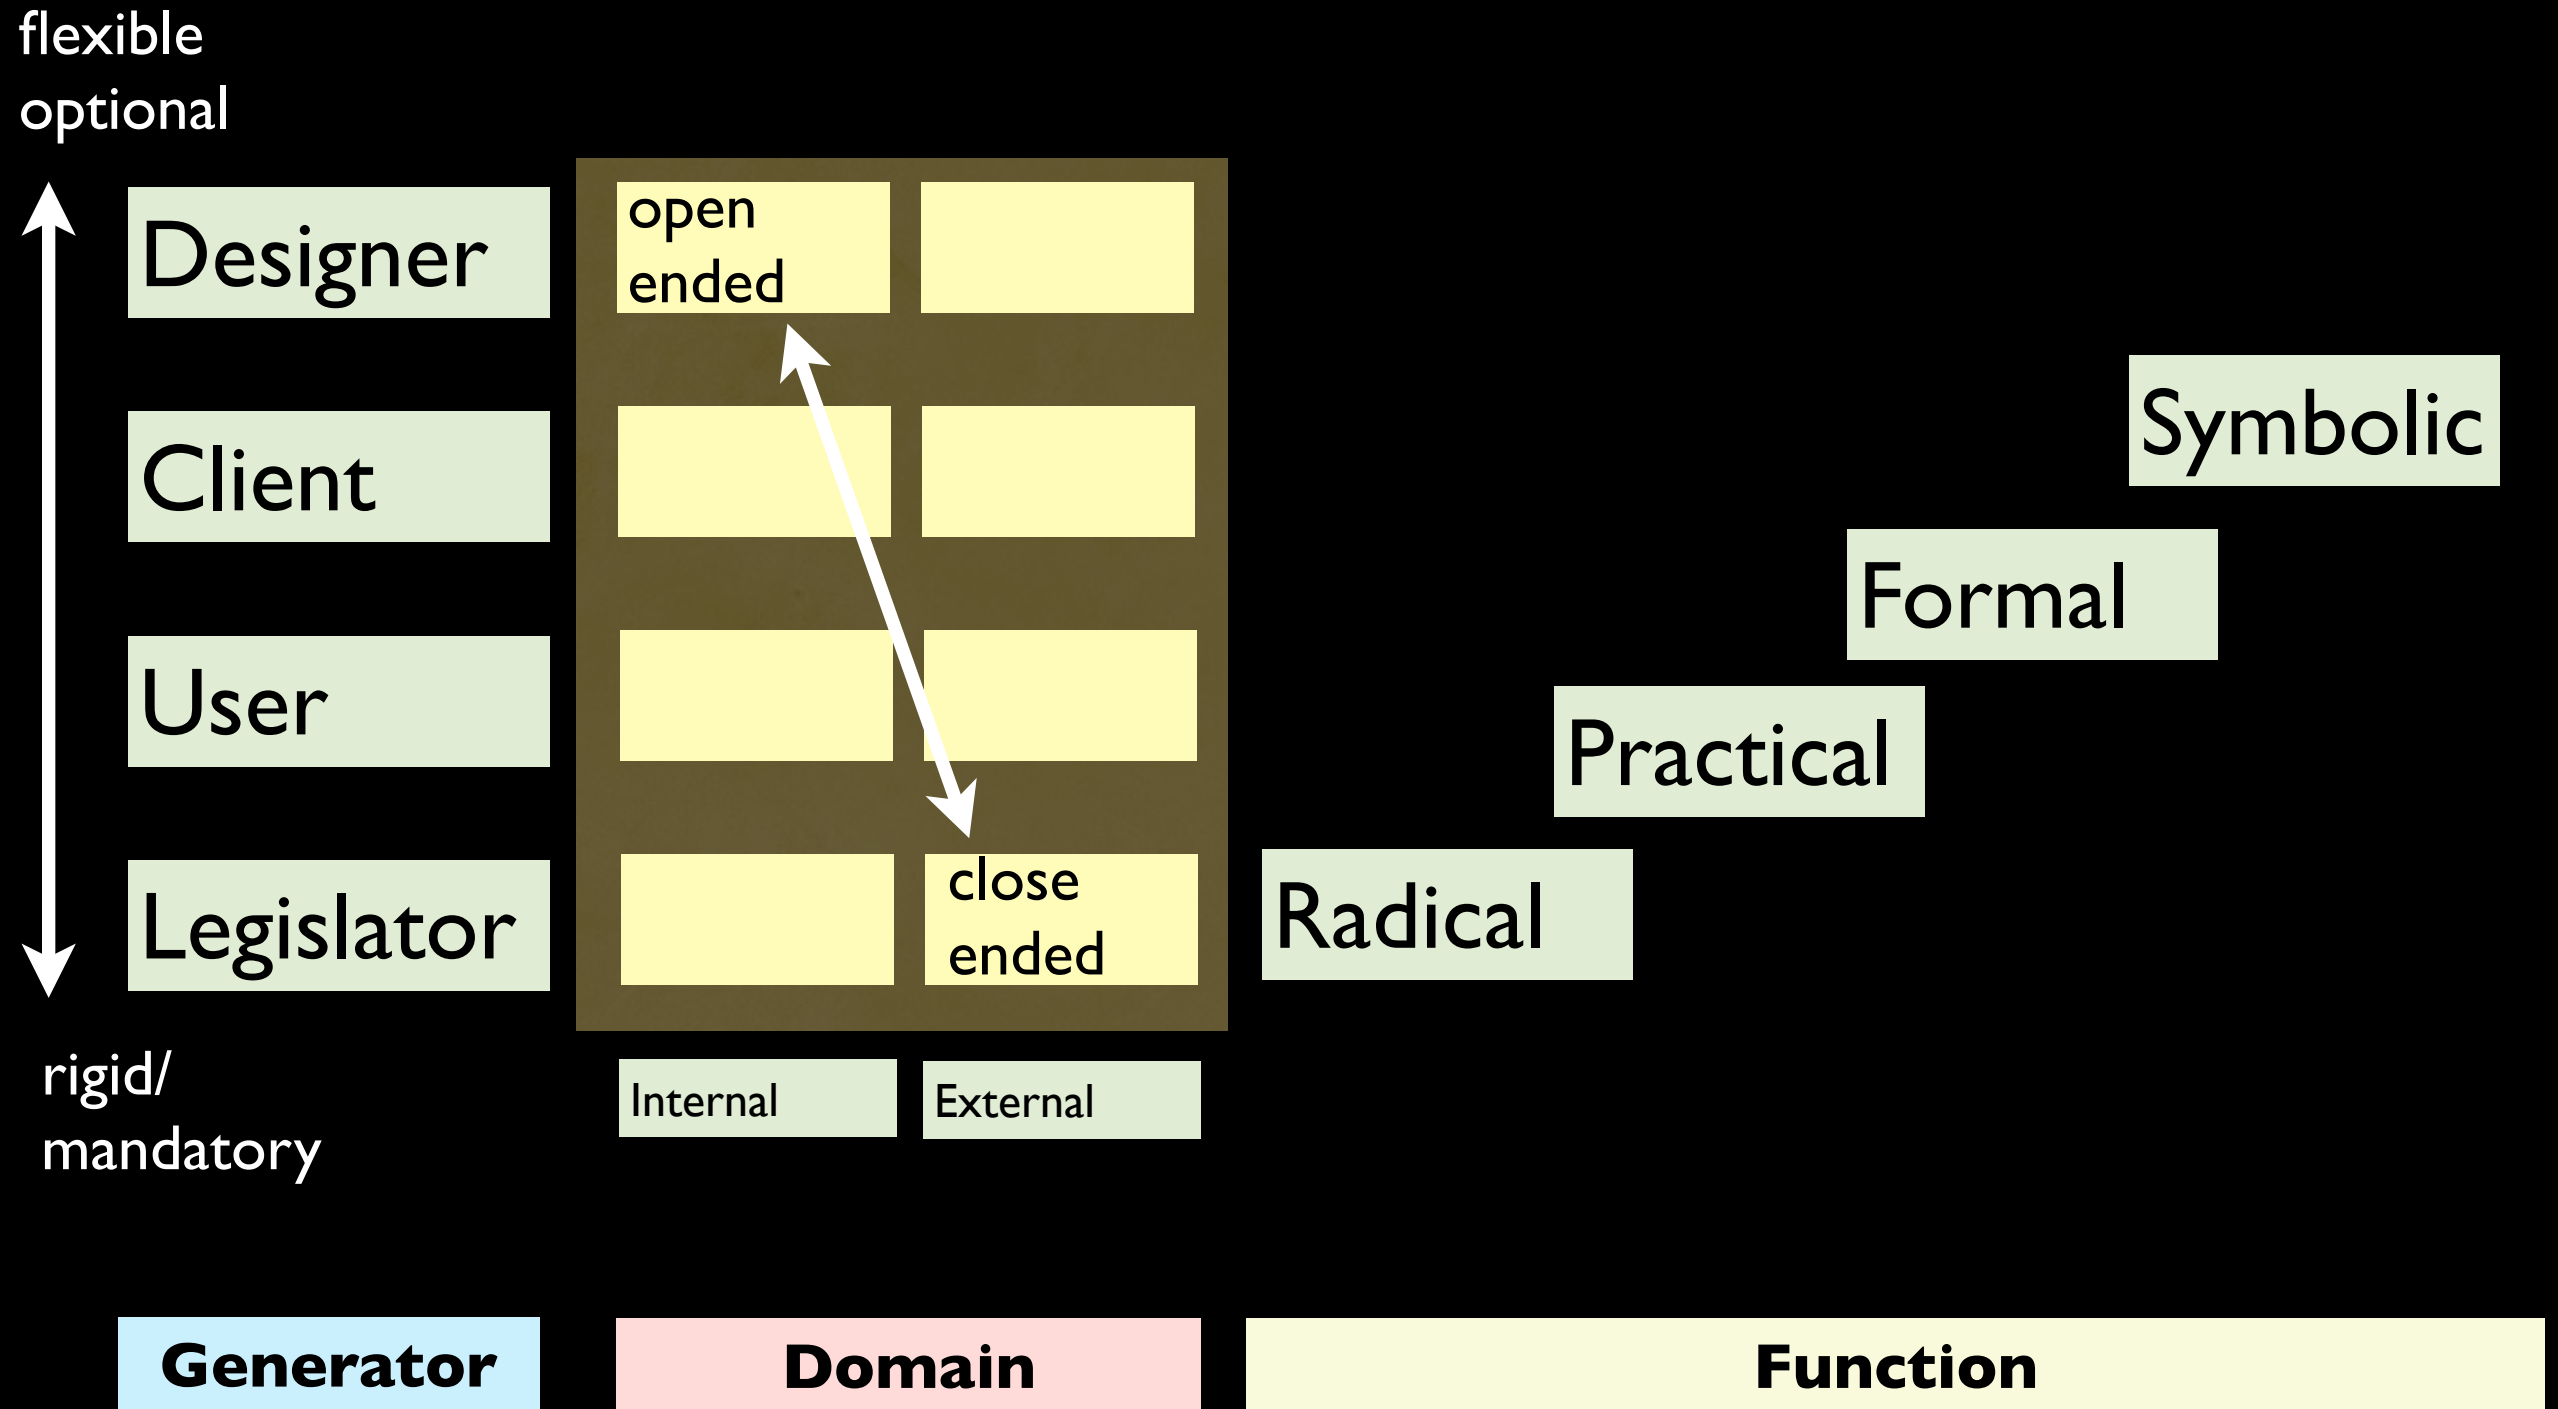 flexible
optional
Designer
open
ended
Client
Symbolic
Formal
User
Practical
Legislator
close
ended
Radical
rigid/
mandatory
Internal
External
Generator
Domain
Function